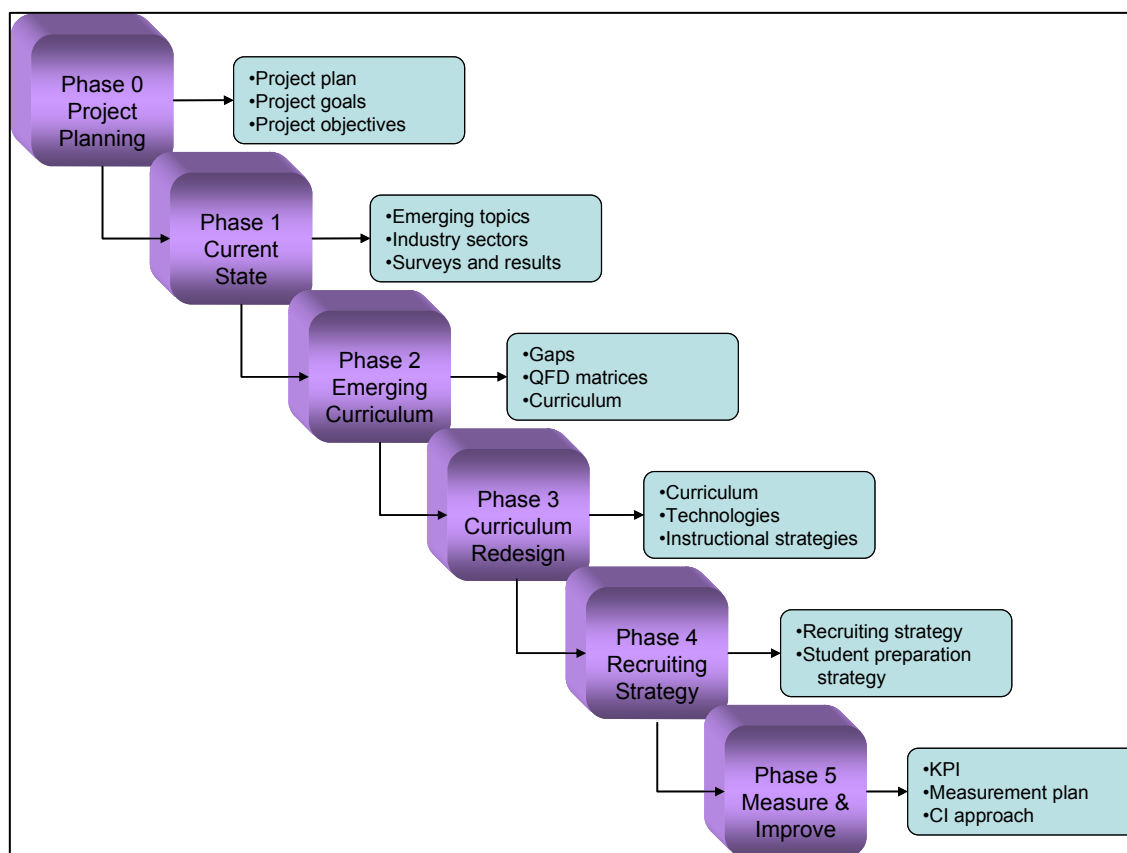 Phase 0
Project
Planning
•Project plan
•Project goals
•Project objectives
Phase 1
Current
State
•Emerging topics
•Industry sectors
•Surveys and results
Phase 2
Emerging
Curriculum
•Gaps
•QFD matrices
•Curriculum
Phase 3
Curriculum
Redesign
•Curriculum
•Technologies
•Instructional strategies
Phase 4
Recruiting
Strategy
•Recruiting strategy
•Student preparation
strategy
Phase 5
Measure &
Improve
•KPI
•Measurement plan
•CI approach